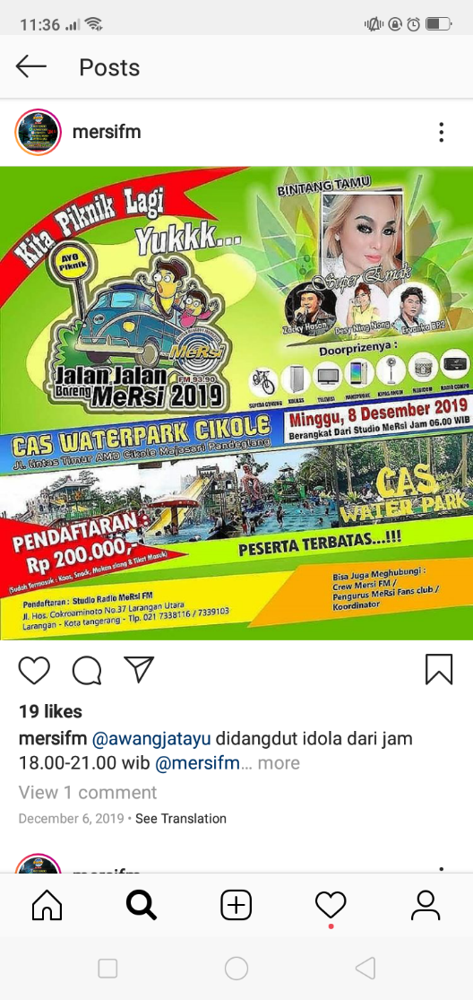 11:36
Posts
mersifm
Kita Piknik Lagi
Yukkk...
AYO
Piknik
BINTANG TAMU
Super Emak
Zacky Hasan
Desy Ning Nong
Ervanka BP2
MeRSi
FM 93.90
Jalan Jalan
Bareng MeRsi 2019
Doorprizenya :
SEPEDA GUNUNG
KULKAS
TELEVISI
HANDPHONE
KIPAS ANGIN
RADIO COMPO
CAS WATERPARK CIKOLE
JL. Lintas Timur AMD Cikole Majasari Pandeglang
Minggu, 8 Desember 2019
Berangkat Dari Studio MeRsi Jam 06.00 WIB
CAS
WATER PARK
PENDAFTARAN :
Rp 200.000,-
(Sudah Termasuk : Kaos, Snack, Makan siang & Tiket Masuk)
PESERTA TERBATAS...!!!
Pendaftaran : Studio Radio MeRsi FM
Jl. Hos. Cokroaminoto No.37 Larangan Utara
Larangan - Kota tangerang - Tlp. 021 7338116 / 7339103
Bisa Juga Meghubungi :
Crew Mersi FM /
Pengurus MeRsi Fans club /
Koordinator
19 likes
mersifm @awangjatayu didangdut idola dari jam
18.00-21.00 wib @mersifm... more
View 1 comment
December 6, 2019 • See Translation
mersifm